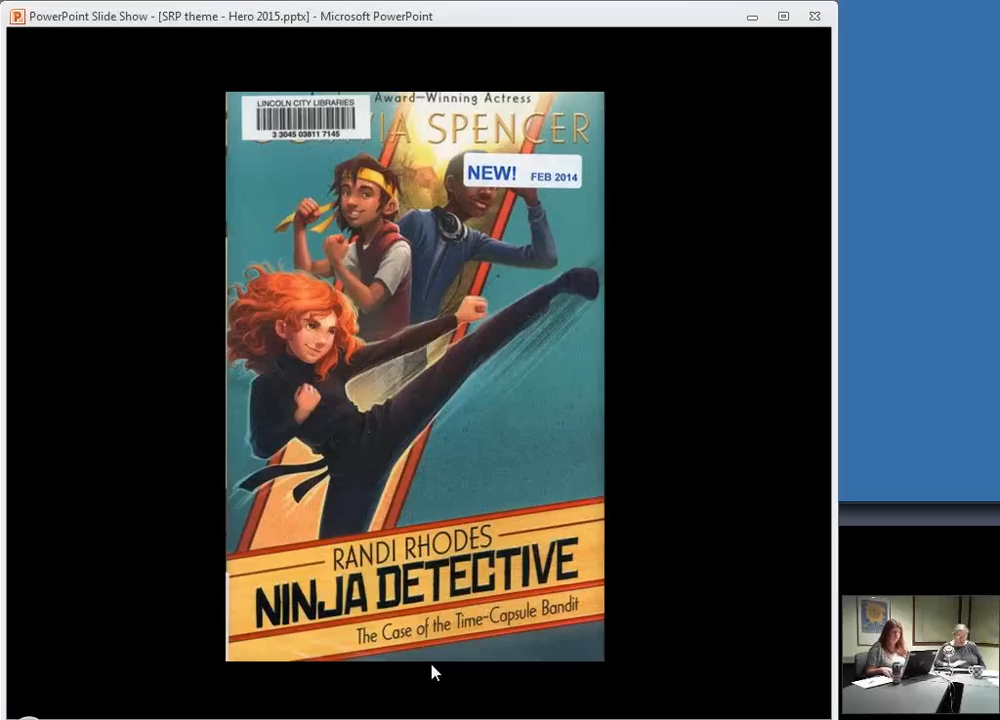 PowerPoint Slide Show - [SRP theme - Hero 2015.pptx] - Microsoft PowerPoint
Award-Winning Actress
LINCOLN CITY LIBRARIES
3 3045 03811 7145
SPENCER
NEW! FEB 2014
RANDI RHODES
NINJA DETECTIVE
The Case of the Time-Capsule Bandit